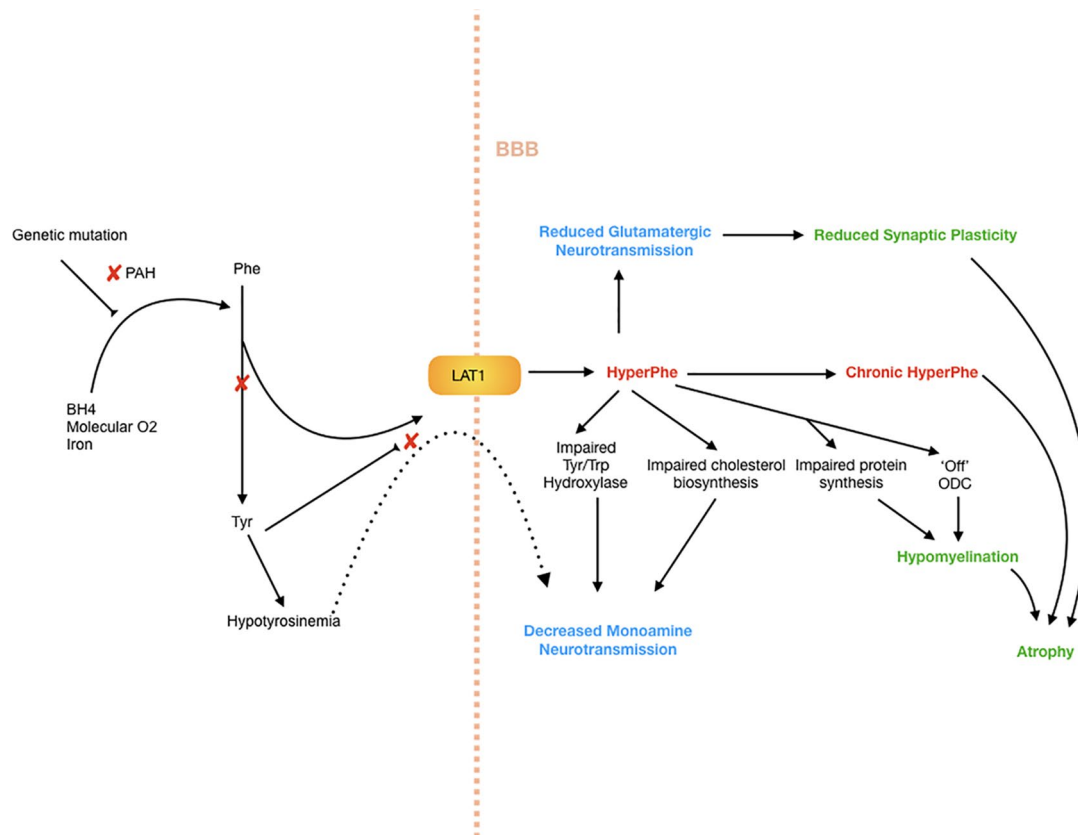 BBB
Genetic mutation
PAH
Phe
BH4
Molecular O2
Iron
Tyr
Hypotyrosinemia
LAT1
Reduced Glutamatergic
Neurotransmission
Reduced Synaptic Plasticity
HyperPhe
Chronic HyperPhe
Impaired
Tyr/Trp
Hydroxylase
Impaired cholesterol
biosynthesis
Impaired protein
synthesis
'Off'
ODC
Hypomyelination
Decreased Monoamine
Neurotransmission
Atrophy